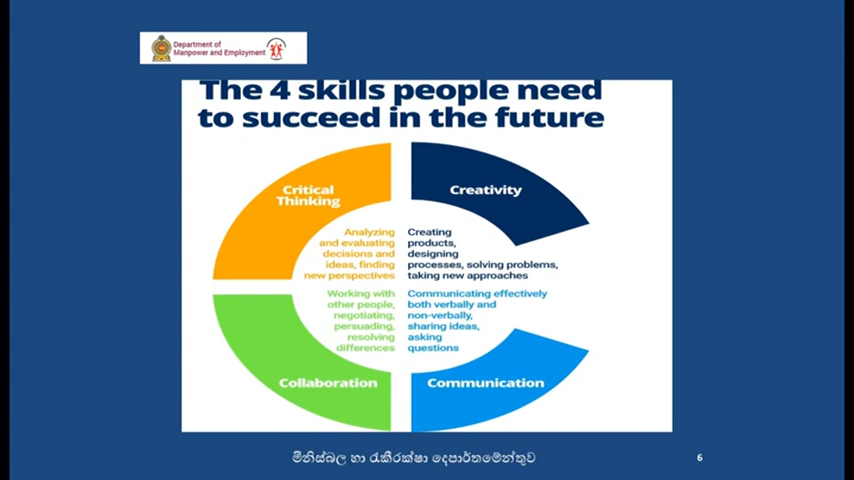 Department of
Manpower and Employment
The 4 skills people need
to succeed in the future
Critical
Thinking
Creativity
Analyzing
and evaluating
decisions and
ideas, finding
new perspectives
Creating
products,
designing
processes, solving problems,
taking new approaches
Working with
other people,
negotiating,
persuading,
resolving
differences
Communicating effectively
both verbally and
non-verbally,
sharing ideas,
asking
questions
Collaboration
Communication
මිනිස්බල හා රැකීරක්ෂා දෙපාර්තමේන්තුව
6